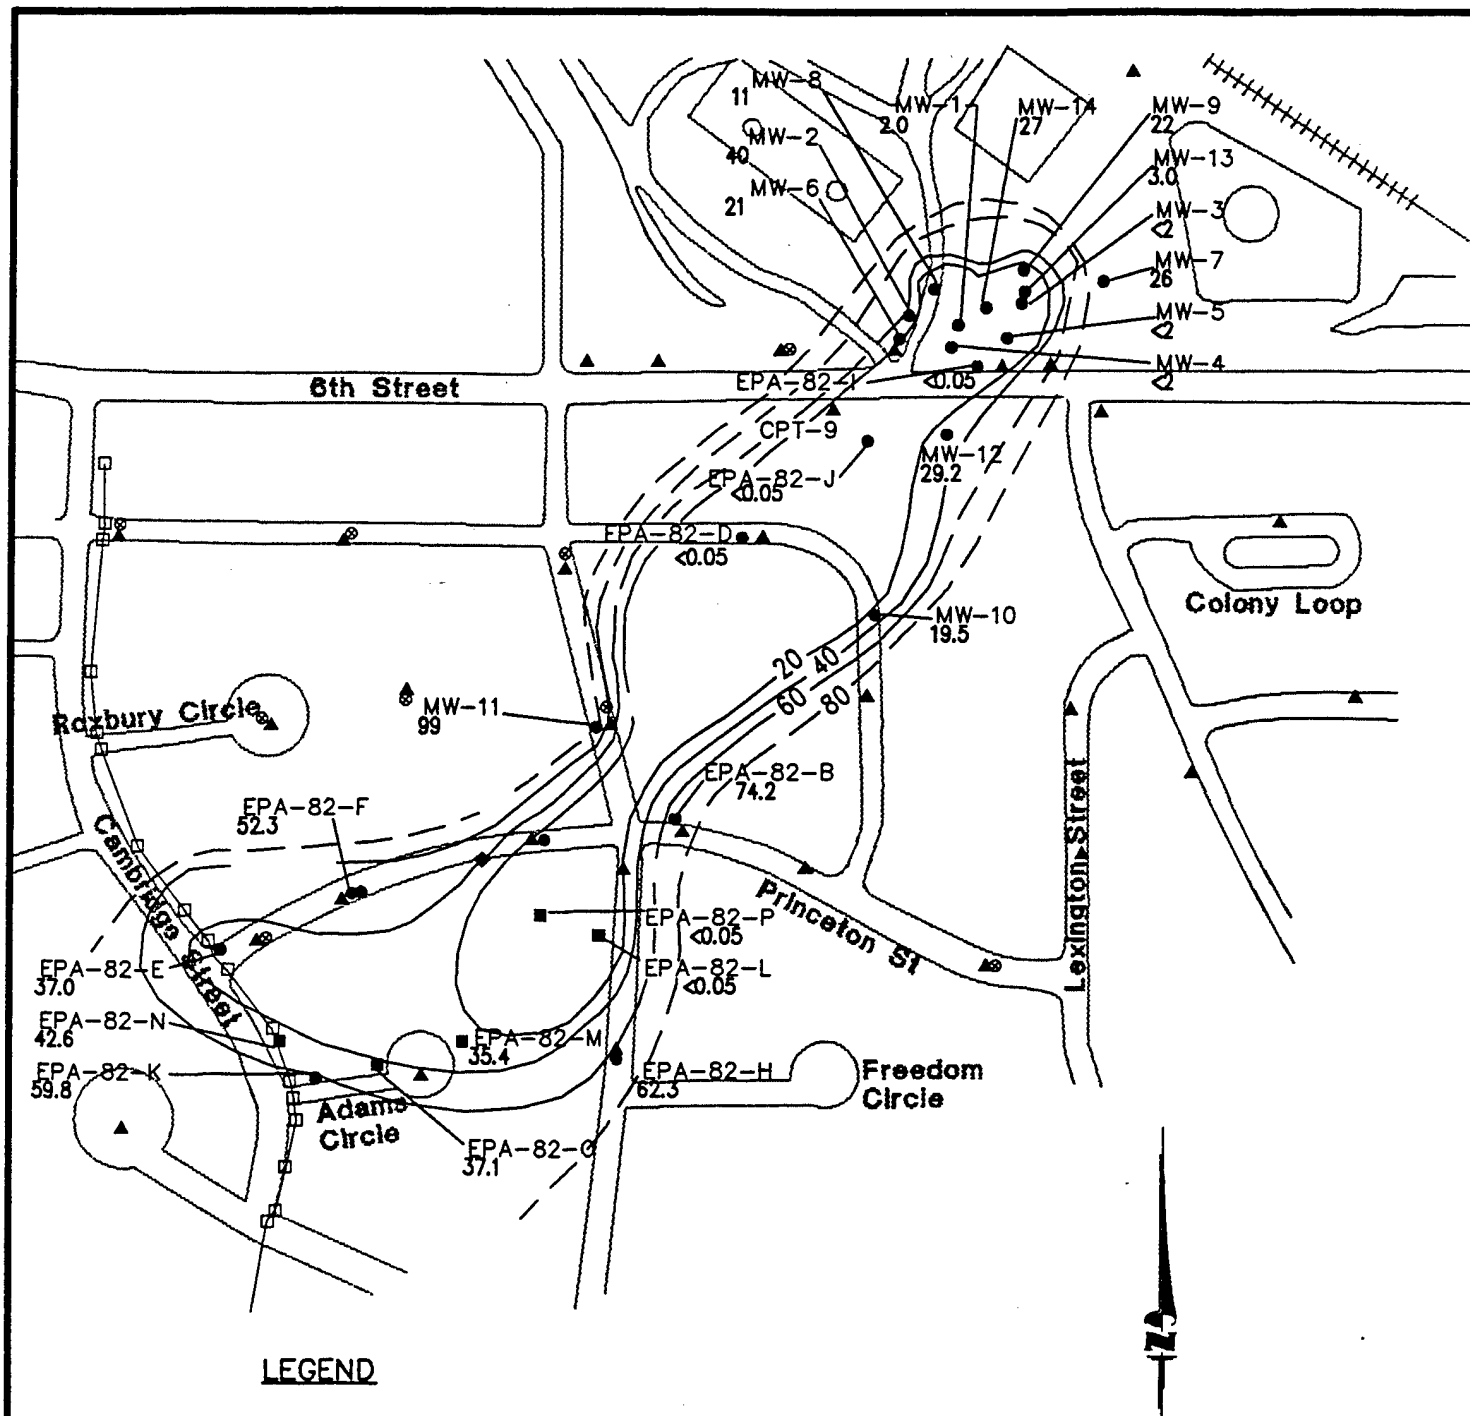 MW-8
11
MW-1
2.0
MW-14
27
MW-9
22
MW-2
40
MW-13
3.0
MW-6
21
MW-3
<2
MW-7
26
MW-5
<2
MW-4
<2
EPA-82-I
<0.05
6th Street
CPT-9
MW-12
29.2
EPA-82-J
<0.05
EPA-82-D
<0.05
Colony Loop
MW-10
19.5
20
40
60
80
Roxbury Circle
MW-11
99
EPA-82-B
74.2
EPA-82-F
52.3
Cambridge Street
Lexington Street
Princeton St
EPA-82-P
<0.05
EPA-82-E
37.0
EPA-82-L
<0.05
EPA-82-N
42.6
EPA-82-M
35.4
EPA-82-K
59.8
EPA-82-H
62.3
Freedom
Circle
Adams
Circle
EPA-82-O
37.1
N
LEGEND